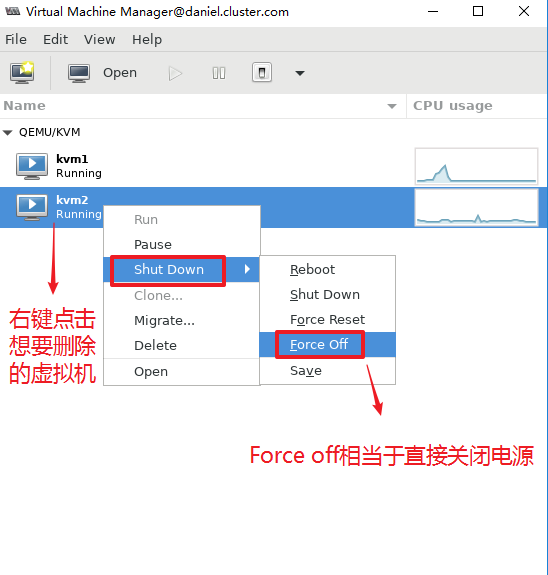 Virtual Machine Manager@daniel.cluster.com
File Edit View Help
Open
Name CPU usage
QEMU/KVM
kvm1
Running
kvm2
Running
Run
Pause
Shut Down
Clone...
Migrate...
Delete
Open
Reboot
Shut Down
Force Reset
Force Off
Save
右键点击
想要删除
的虚拟机
Force off相当于直接关闭电源